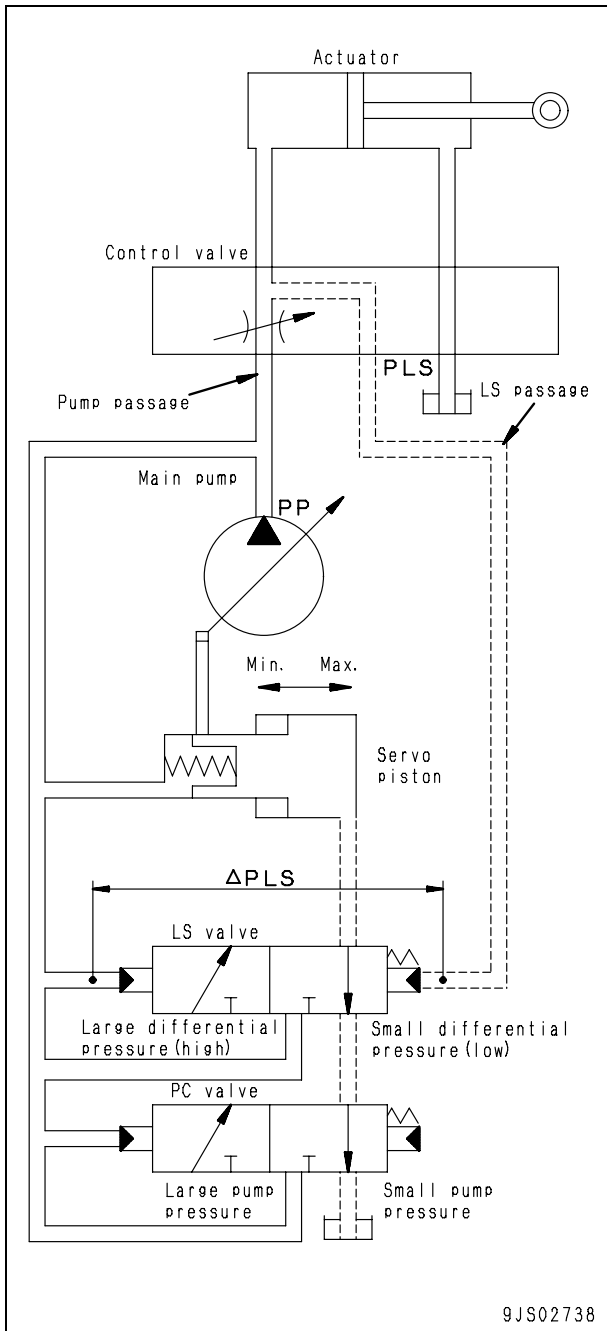 Actuator
Control valve
PLS
LS passage
Pump passage
Main pump
PP
Min. Max.
Servo
piston
ΔPLS
LS valve
Large differential
pressure(high)
Small differential
pressure(low)
PC valve
Large pump
pressure
Small pump
pressure
9JS02738